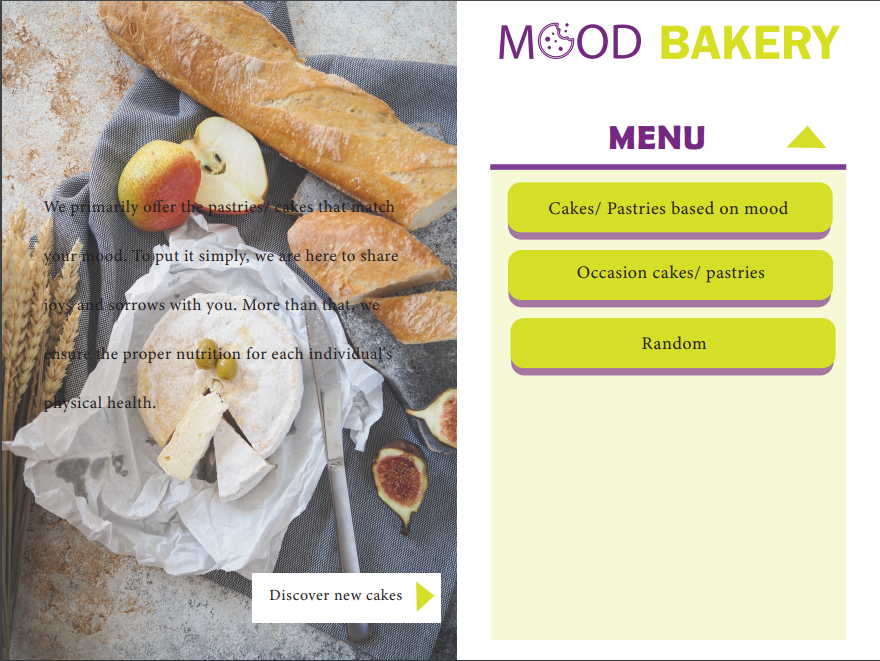 We primarily offer the pastries/ cakes that match
your mood. To put it simply, we are here to share
joys and sorrows with you. More than that, we
ensure the proper nutrition for each individual's
physical health.
Discover new cakes
MOOD BAKERY
MENU
Cakes/ Pastries based on mood
Occasion cakes/ pastries
Random